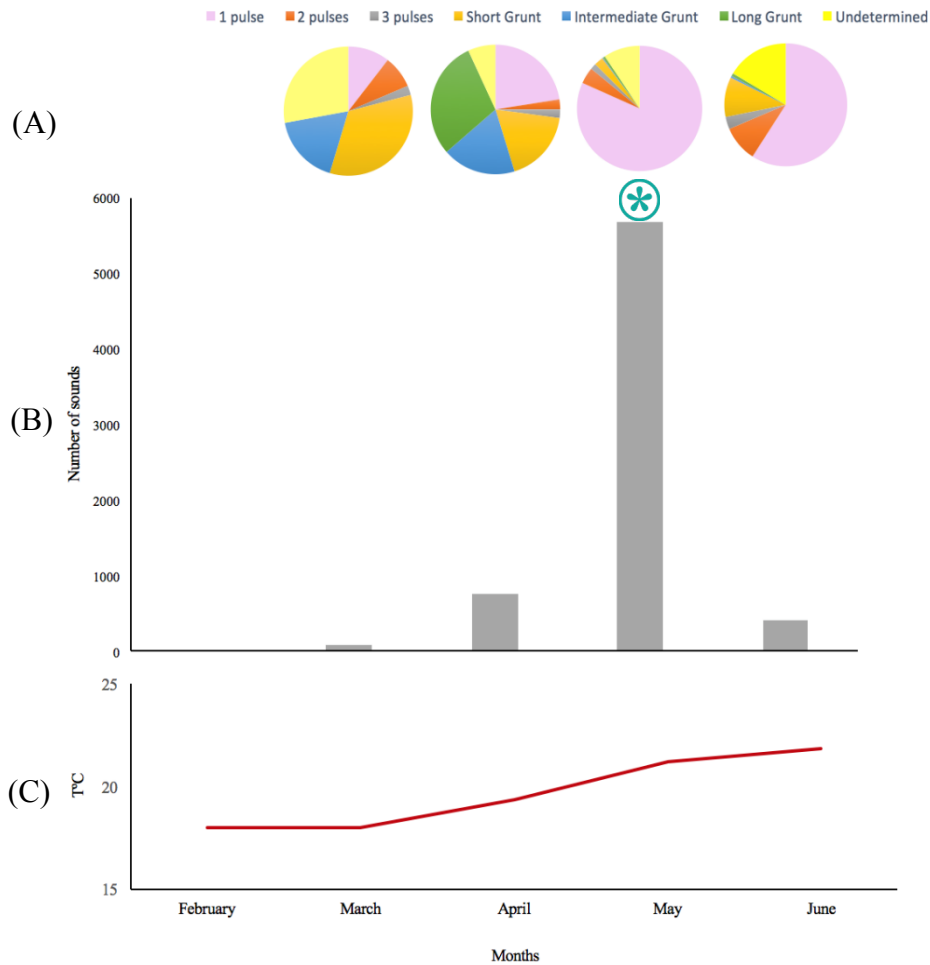 1 pulse 2 pulses 3 pulses Short Grunt Intermediate Grunt Long Grunt Undetermined
(A)
6000
5000
4000
3000
2000
1000
0
Number of sounds
(B)
25
20
15
TºC
(C)
February March April May June
Months